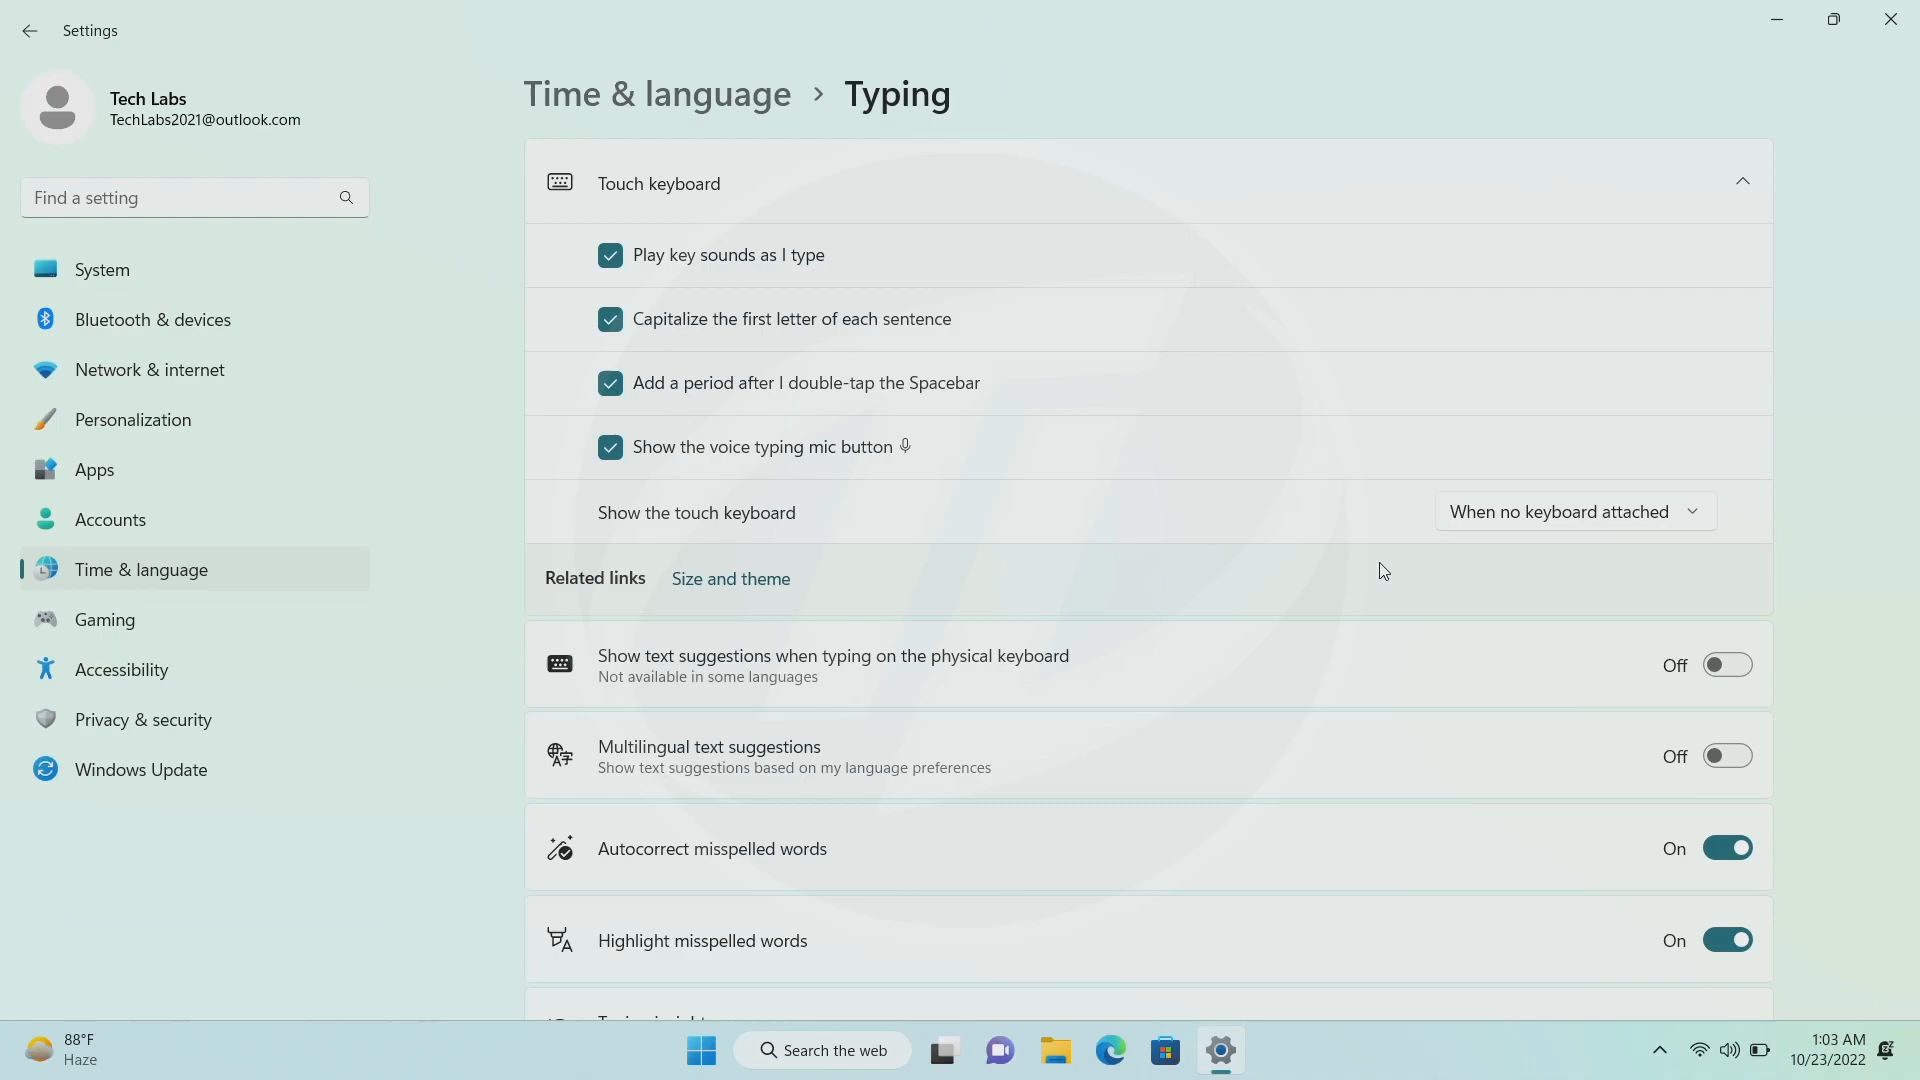 Settings
Tech Labs
TechLabs2021@outlook.com
Find a setting
System
Bluetooth & devices
Network & internet
Personalization
Apps
Accounts
Time & language
Gaming
Accessibility
Privacy & security
Windows Update
Time & language > Typing
Touch keyboard
Play key sounds as I type
Capitalize the first letter of each sentence
Add a period after I double-tap the Spacebar
Show the voice typing mic button
Show the touch keyboard
When no keyboard attached
Related links Size and theme
Show text suggestions when typing on the physical keyboard
Not available in some languages
Off
Multilingual text suggestions
Show text suggestions based on my language preferences
Off
Autocorrect misspelled words
On
Highlight misspelled words
On
88°F
Haze
Search the web
1:03 AM
10/23/2022